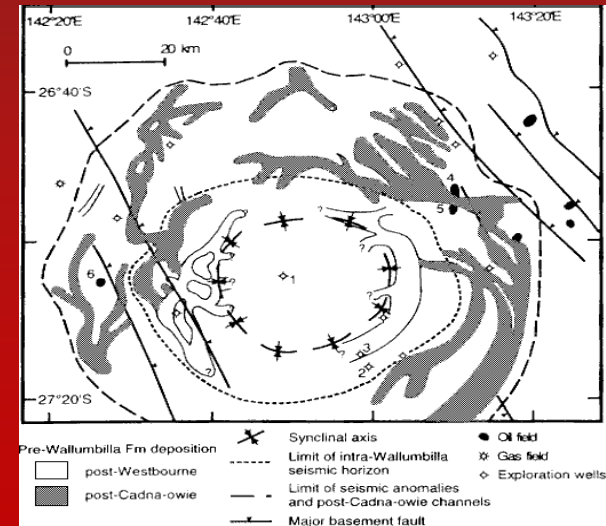 142°20'E 142°40'E 143°00'E 143°20'E
0 20 km
26°40'S
4
5
?
?
?
?
1
6
?
?
?
?
3
2
?
27°20'S
Pre-Wallumbilla Fm deposition
post-Westbourne
post-Cadna-owie
Synclinal axis
Limit of intra-Wallumbilla
seismic horizon
Limit of seismic anomalies
and post-Cadna-owie channels
Major basement fault
Oil field
Gas field
Exploration wells